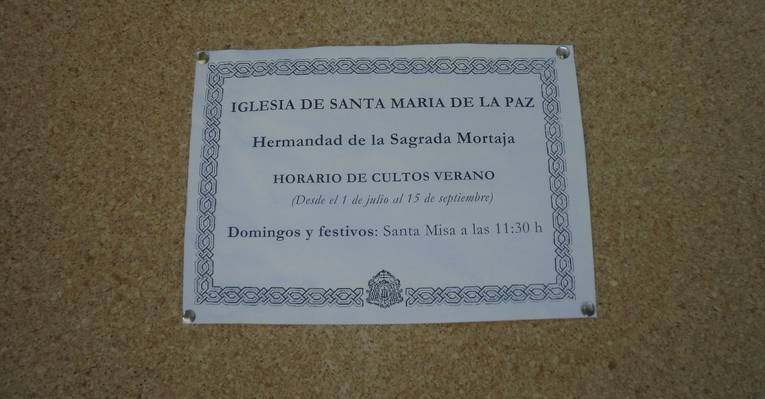 IGLESIA DE SANTA MARIA DE LA PAZ
Hermandad de la Sagrada Mortaja
HORARIO DE CULTOS VERANO
(Desde el 1 de julio al 15 de septiembre)
Domingos y festivos: Santa Misa a las 11:30 h